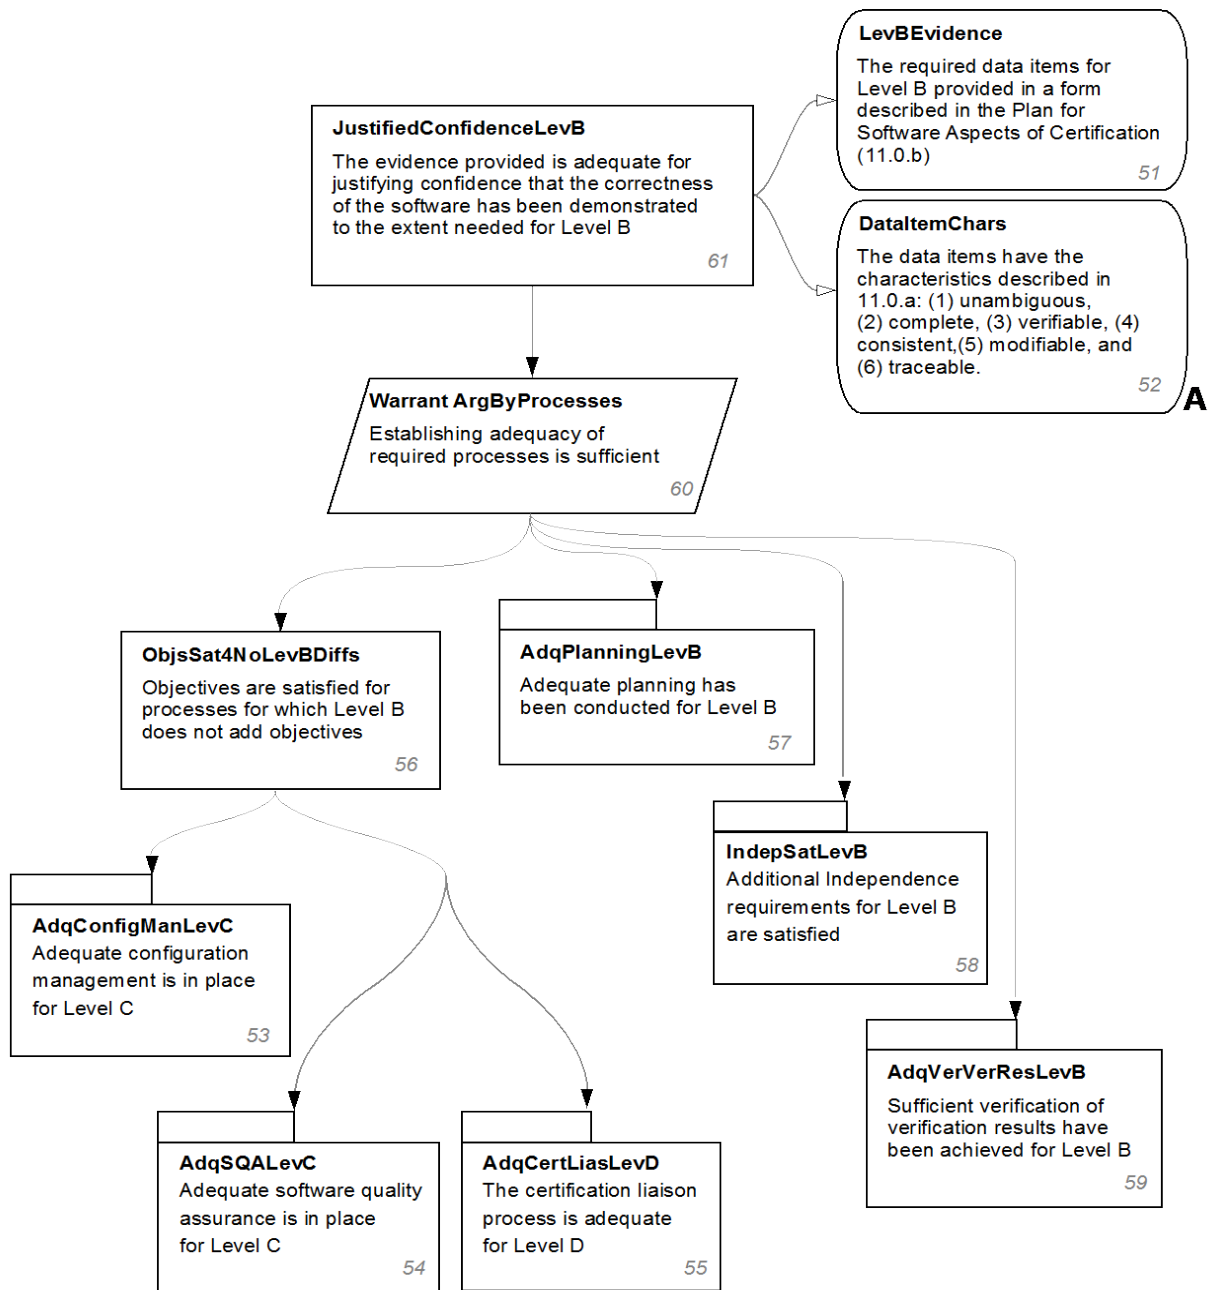 LevBEvidence
The required data items for
Level B provided in a form
described in the Plan for
Software Aspects of Certification
(11.0.b)
51
JustifiedConfidenceLevB
The evidence provided is adequate for
justifying confidence that the correctness
of the software has been demonstrated
to the extent needed for Level B
61
DataItemChars
The data items have the
characteristics described in
11.0.a: (1) unambiguous,
(2) complete, (3) verifiable, (4)
consistent,(5) modifiable, and
(6) traceable.
52
A
Warrant ArgByProcesses
Establishing adequacy of
required processes is sufficient
60
ObjsSat4NoLevBDiffs
Objectives are satisfied for
processes for which Level B
does not add objectives
56
AdqPlanningLevB
Adequate planning has
been conducted for Level B
57
IndepSatLevB
Additional Independence
requirements for Level B
are satisfied
58
AdqConfigManLevC
Adequate configuration
management is in place
for Level C
53
AdqVerVerResLevB
Sufficient verification of
verification results have
been achieved for Level B
59
AdqSQALevC
Adequate software quality
assurance is in place
for Level C
54
AdqCertLiasLevD
The certification liaison
process is adequate
for Level D
55